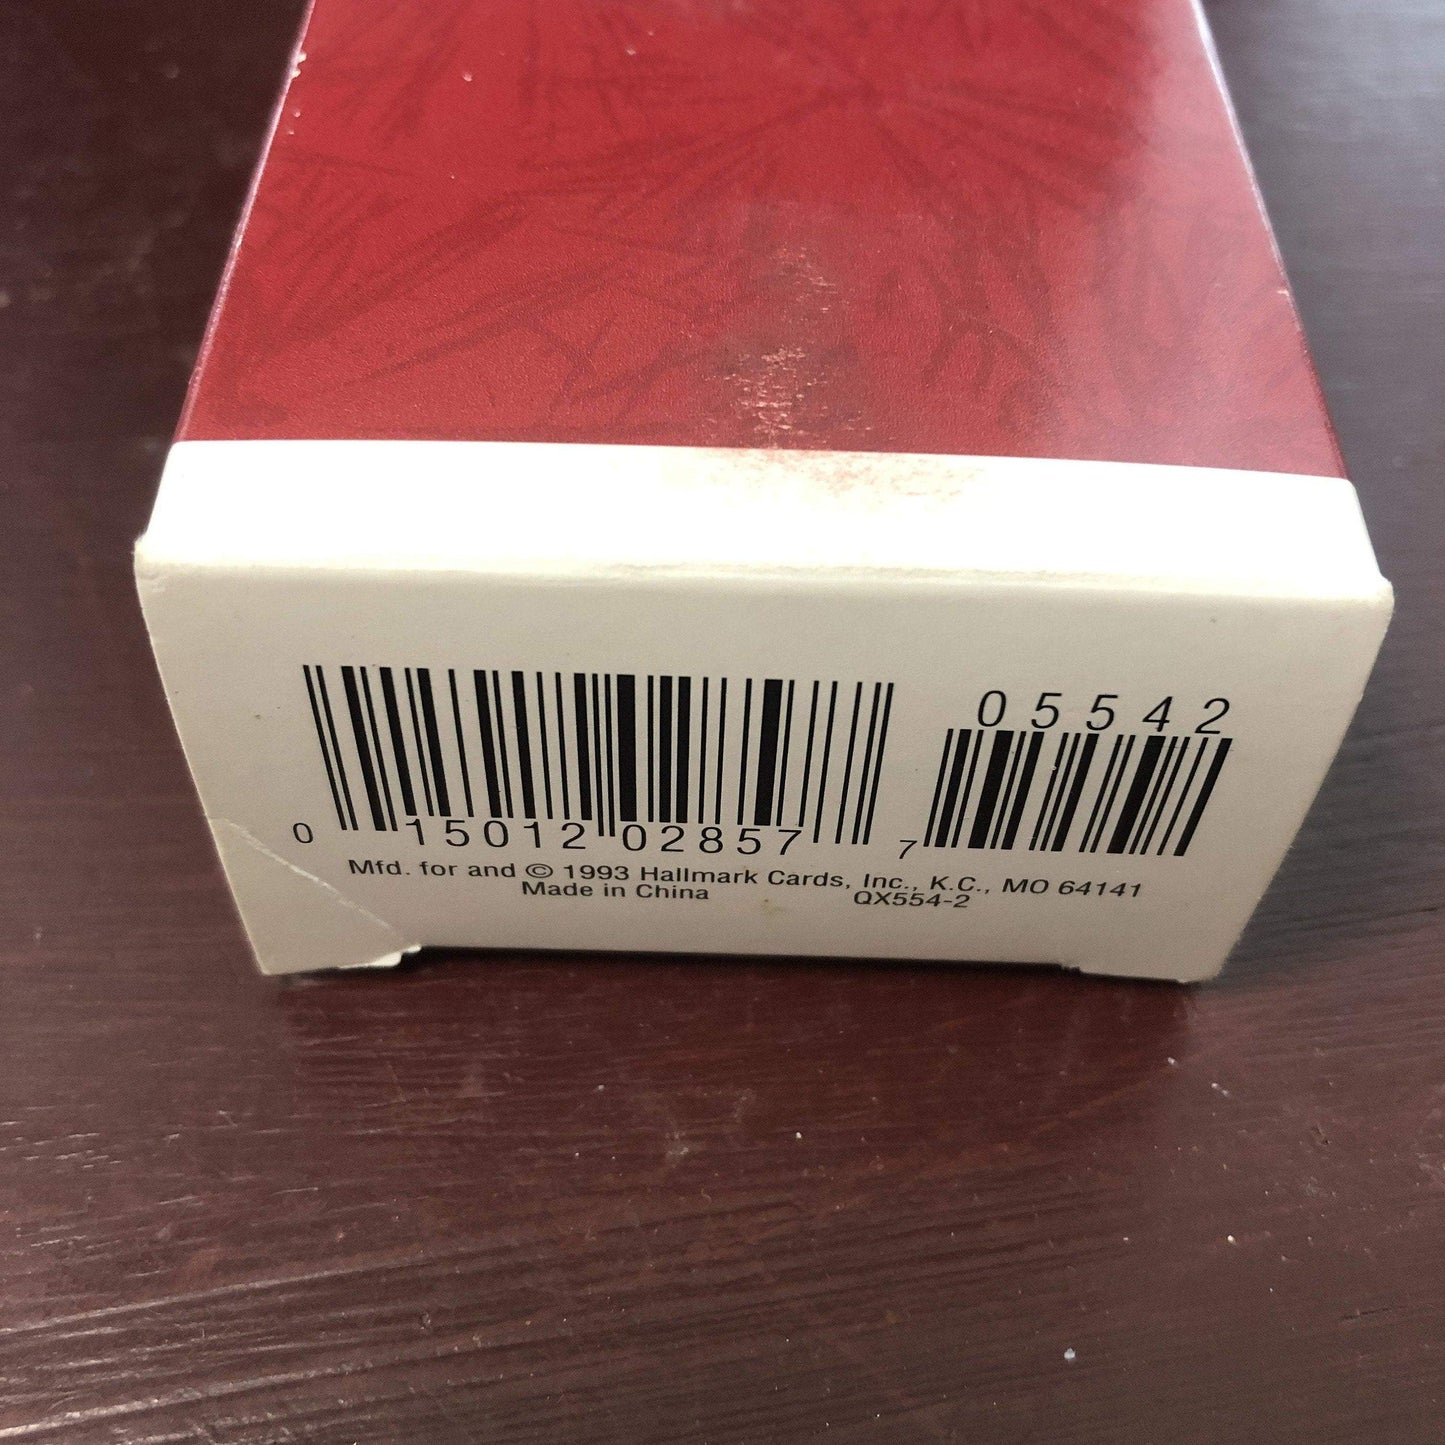 05542
0 15012 02857 7
Mfd. for and © 1993 Hallmark Cards, Inc., K.C., MO 64141
Made in China QX554-2